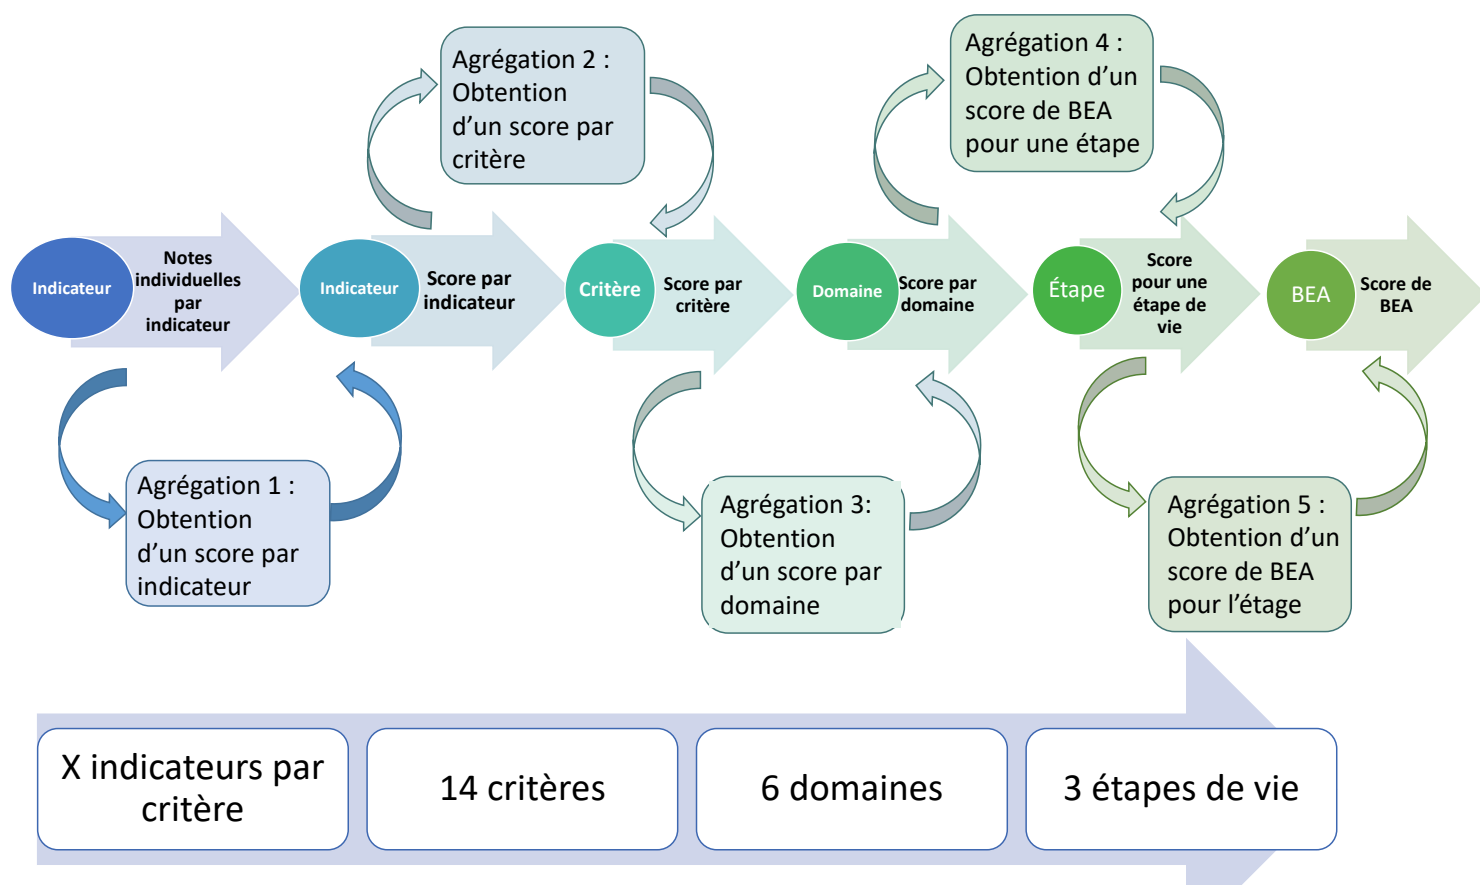 Agrégation 2 :
Obtention
d’un score par
critère
Agrégation 4 :
Obtention d’un
score de BEA
pour une étape
Indicateur
Notes
individuelles
par
indicateur
Indicateur
Score par
indicateur
Critère
Score par
critère
Domaine
Score par
domaine
Étape
Score
pour une
étape de
vie
BEA
Score de
BEA
Agrégation 1 :
Obtention
d’un score par
indicateur
Agrégation 3:
Obtention
d’un score par
domaine
Agrégation 5 :
Obtention d’un
score de BEA
pour l’étage
X indicateurs par
critère
14 critères
6 domaines
3 étapes de vie